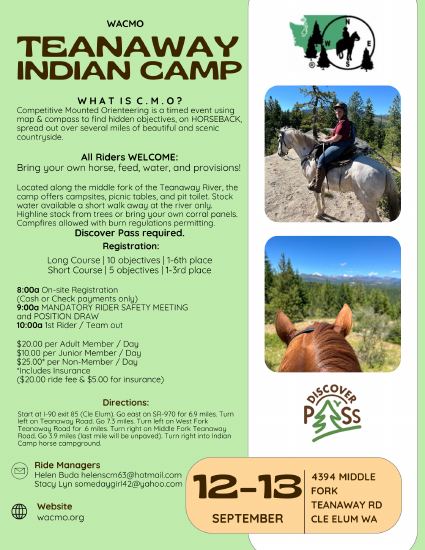 WACMO
TEANAWAY
INDIAN CAMP
WHAT IS C.M.O?
Competitive Mounted Orienteering is a timed event using
map & compass to find hidden objectives, on HORSEBACK,
spread out over several miles of beautiful and scenic
countryside.
All Riders WELCOME:
Bring your own horse, feed, water, and provisions!
Located along the middle fork of the Teanaway River, the
camp offers campsites, picnic tables, and pit toilet. Stock
water available a short walk away at the river only.
Highline stock from trees or bring your own corral panels.
Campfires allowed with burn regulations permitting.
Discover Pass required.
Registration:
Long Course | 10 objectives | 1-6th place
Short Course | 5 objectives | 1-3rd place
8:00a On-site Registration
(Cash or Check payments only)
9:00a MANDATORY RIDER SAFETY MEETING
and POSITION DRAW
10:00a 1st Rider / Team out
$20.00 per Adult Member / Day
$10.00 per Junior Member / Day
$25.00* per Non-Member / Day
*Includes Insurance
($20.00 ride fee & $5.00 for insurance)
Directions:
Start at I-90 exit 85 (Cle Elum). Go east on SR-970 for 6.9 miles. Turn
left on Teanaway Road. Go 7.3 miles. Turn left on West Fork
Teanaway Road for .6 miles. Turn right on Middle Fork Teanaway
Road. Go 3.9 miles (last mile will be unpaved). Turn right into Indian
Camp horse campground.
Ride Managers
Helen Buda helenscm63@hotmail.com
Stacy Lyn somedaygirl42@yahoo.com
Website
wacmo.org
N
W E
S
®
DISCOVER
PASS
12-13
SEPTEMBER
4394 MIDDLE
FORK
TEANAWAY RD
CLE ELUM WA